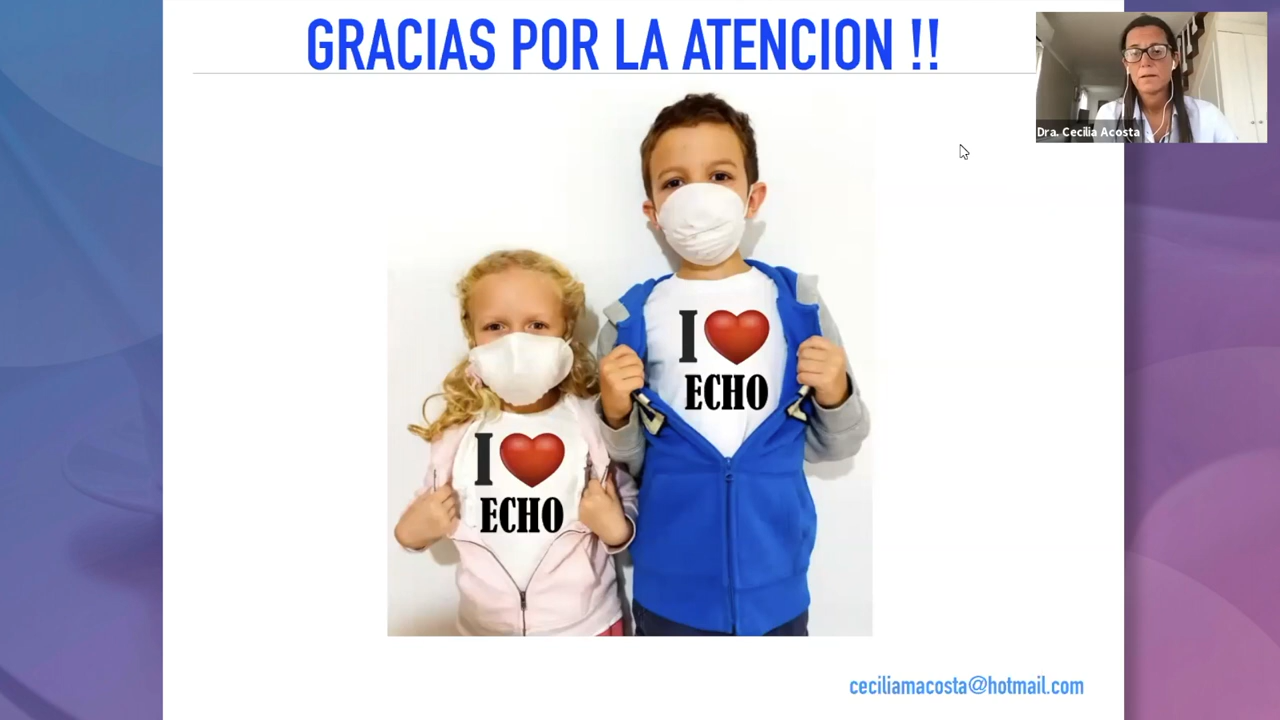 GRACIAS POR LA ATENCION !!
Dra. Cecilia Acosta
I ❤️
ECHO
I ❤️
ECHO
ceciliamacosta@hotmail.com